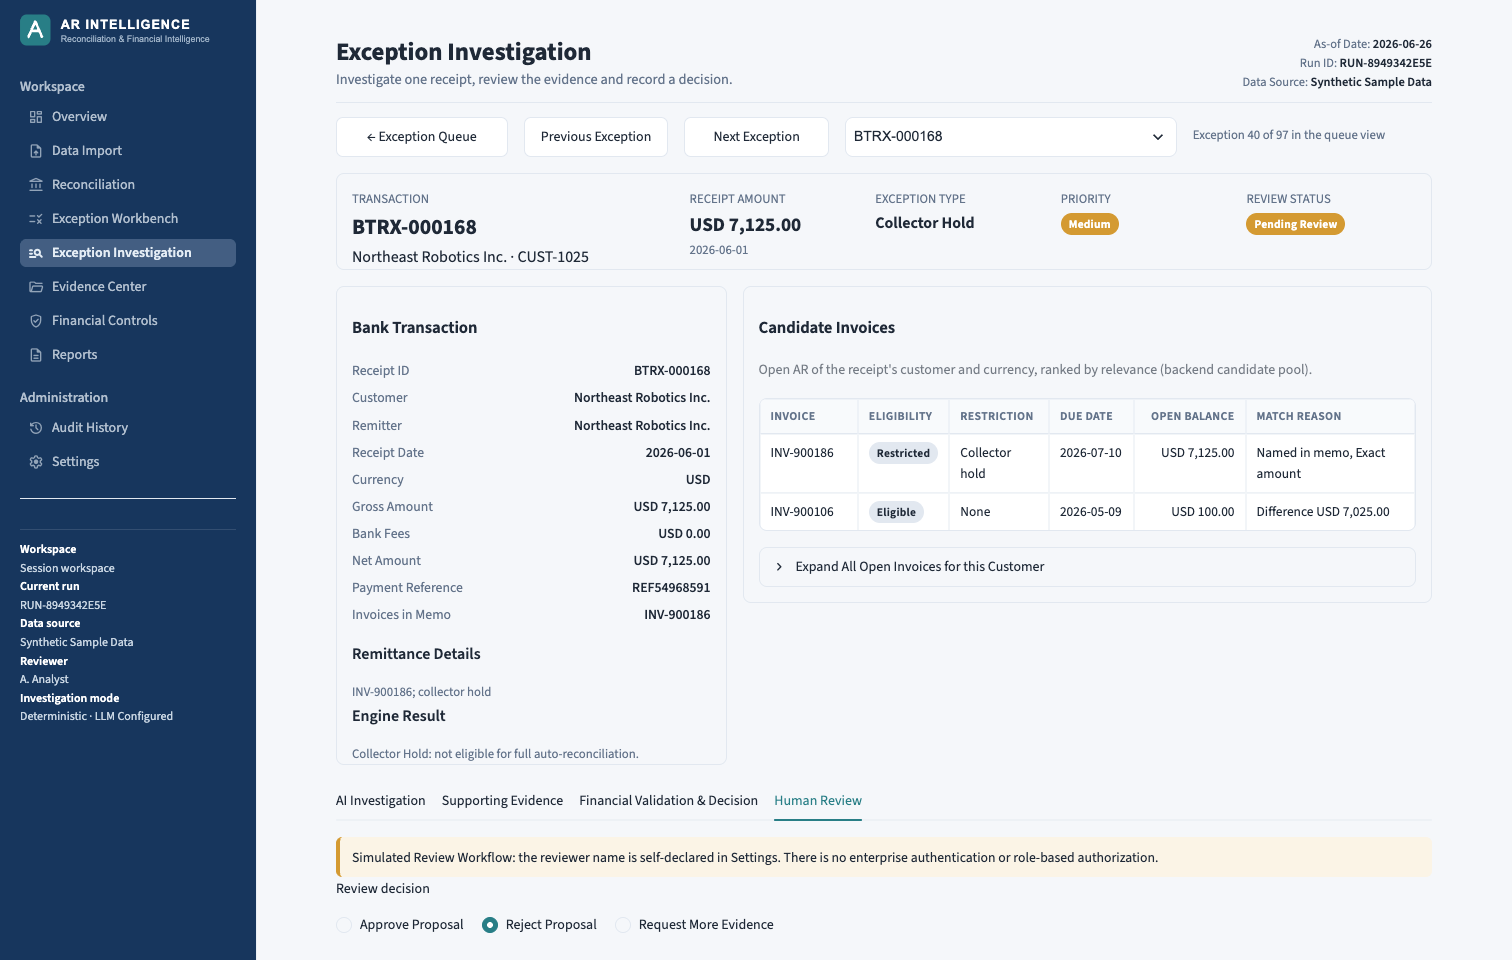 AR INTELLIGENCE
Reconciliation & Financial Intelligence
Workspace
Overview
Data Import
Reconciliation
Exception Workbench
Exception Investigation
Evidence Center
Financial Controls
Reports
Administration
Audit History
Settings
Workspace
Session workspace
Current run
RUN-8949342E5E
Data source
Synthetic Sample Data
Reviewer
A. Analyst
Investigation mode
Deterministic · LLM Configured
Exception Investigation
Investigate one receipt, review the evidence and record a decision.
As-of Date: 2026-06-26
Run ID: RUN-8949342E5E
Data Source: Synthetic Sample Data
← Exception Queue
Previous Exception
Next Exception
BTRX-000168
Exception 40 of 97 in the queue view
TRANSACTION
BTRX-000168
Northeast Robotics Inc. · CUST-1025
RECEIPT AMOUNT
USD 7,125.00
2026-06-01
EXCEPTION TYPE
Collector Hold
PRIORITY
Medium
REVIEW STATUS
Pending Review
Bank Transaction
Receipt ID BTRX-000168
Customer Northeast Robotics Inc.
Remitter Northeast Robotics Inc.
Receipt Date 2026-06-01
Currency USD
Gross Amount USD 7,125.00
Bank Fees USD 0.00
Net Amount USD 7,125.00
Payment Reference REF54968591
Invoices in Memo INV-900186
Remittance Details
INV-900186; collector hold
Engine Result
Collector Hold: not eligible for full auto-reconciliation.
Candidate Invoices
Open AR of the receipt's customer and currency, ranked by relevance (backend candidate pool).
INVOICE ELIGIBILITY RESTRICTION DUE DATE OPEN BALANCE MATCH REASON
INV-900186 Restricted Collector hold 2026-07-10 USD 7,125.00 Named in memo, Exact amount
INV-900106 Eligible None 2026-05-09 USD 100.00 Difference USD 7,025.00
Expand All Open Invoices for this Customer
AI Investigation
Supporting Evidence
Financial Validation & Decision
Human Review
Simulated Review Workflow: the reviewer name is self-declared in Settings. There is no enterprise authentication or role-based authorization.
Review decision
Approve Proposal
Reject Proposal
Request More Evidence